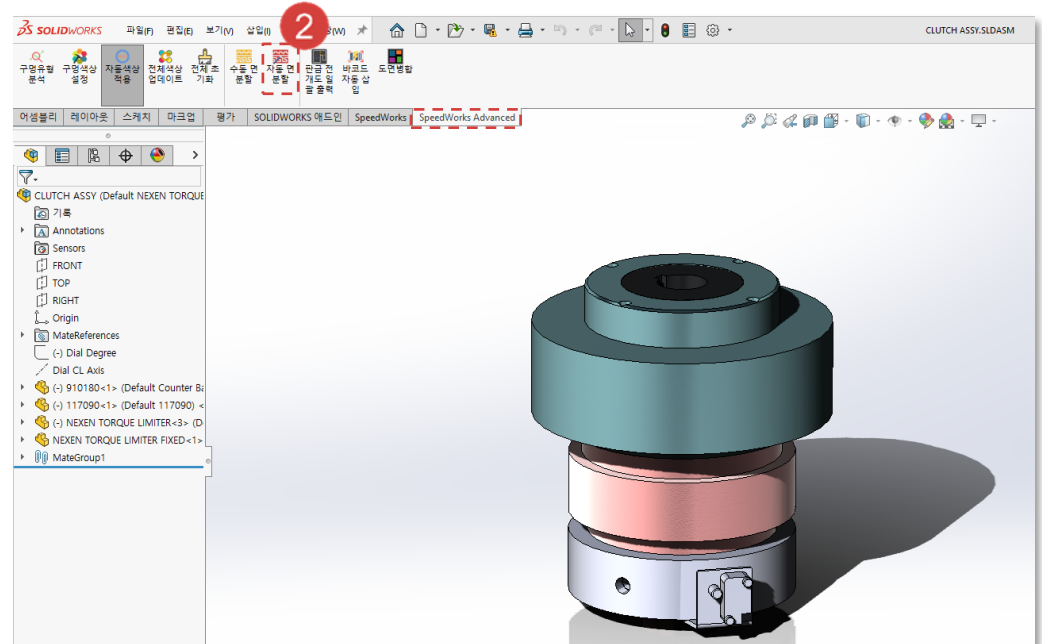 SOLIDWORKS 파일(F) 편집(E) 보기(V) 삽입(I) 2 (W) CLUTCH ASSY.SLDASM
구멍유형 분석
구멍색상 설정
자동색상 적용
전체색상 업데이트
전체 초기화
수동 면 분할
자동 면 분할
판금 전개도 일괄 출력
바코드 자동 삽입
도면병합
어셈블리 레이아웃 스케치 마크업 평가 SOLIDWORKS 애드인 SpeedWorks SpeedWorks Advanced
CLUTCH ASSY (Default NEXEN TORQUE
기록
Annotations
Sensors
FRONT
TOP
RIGHT
Origin
MateReferences
(-) Dial Degree
Dial CL Axis
(-) 910180<1> (Default Counter Ba
(-) 117090<1> (Default 117090) <
(-) NEXEN TORQUE LIMITER<3> (D
NEXEN TORQUE LIMITER FIXED<1>
MateGroup1